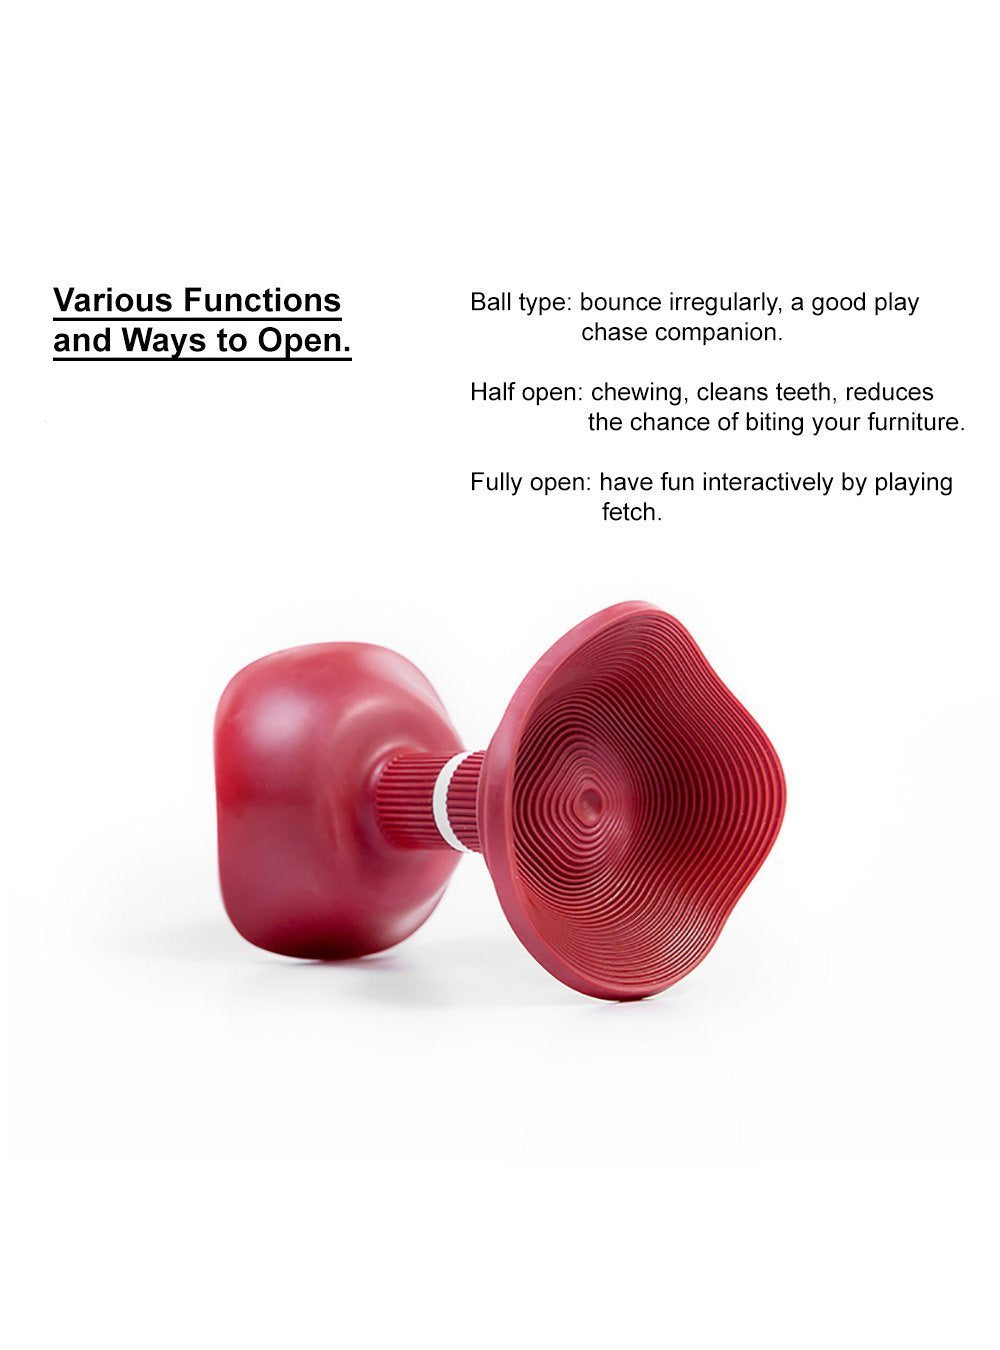 Various Functions
and Ways to Open.
Ball type: bounce irregularly, a good play
chase companion.
Half open: chewing, cleans teeth, reduces
the chance of biting your furniture.
Fully open: have fun interactively by playing
fetch.